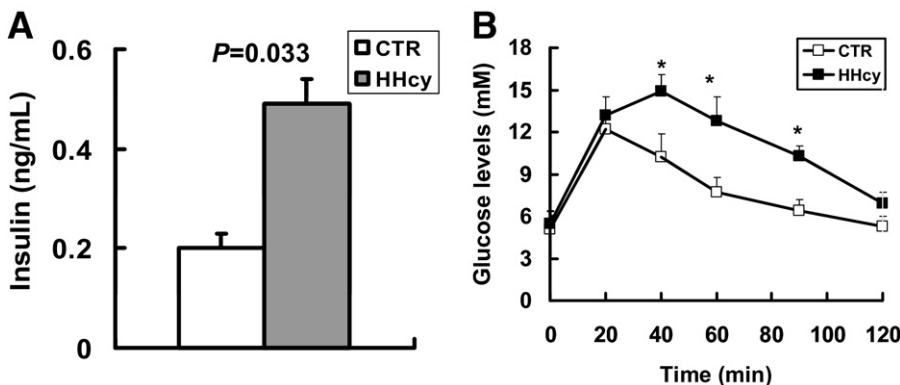 A
Insulin (ng/mL)
0.6
0.4
0.2
0
P=0.033
CTR
HHcy
B
Glucose levels (mM)
18
15
12
9
6
3
0
CTR
HHcy
*
*
*
0 20 40 60 80 100 120
Time (min)